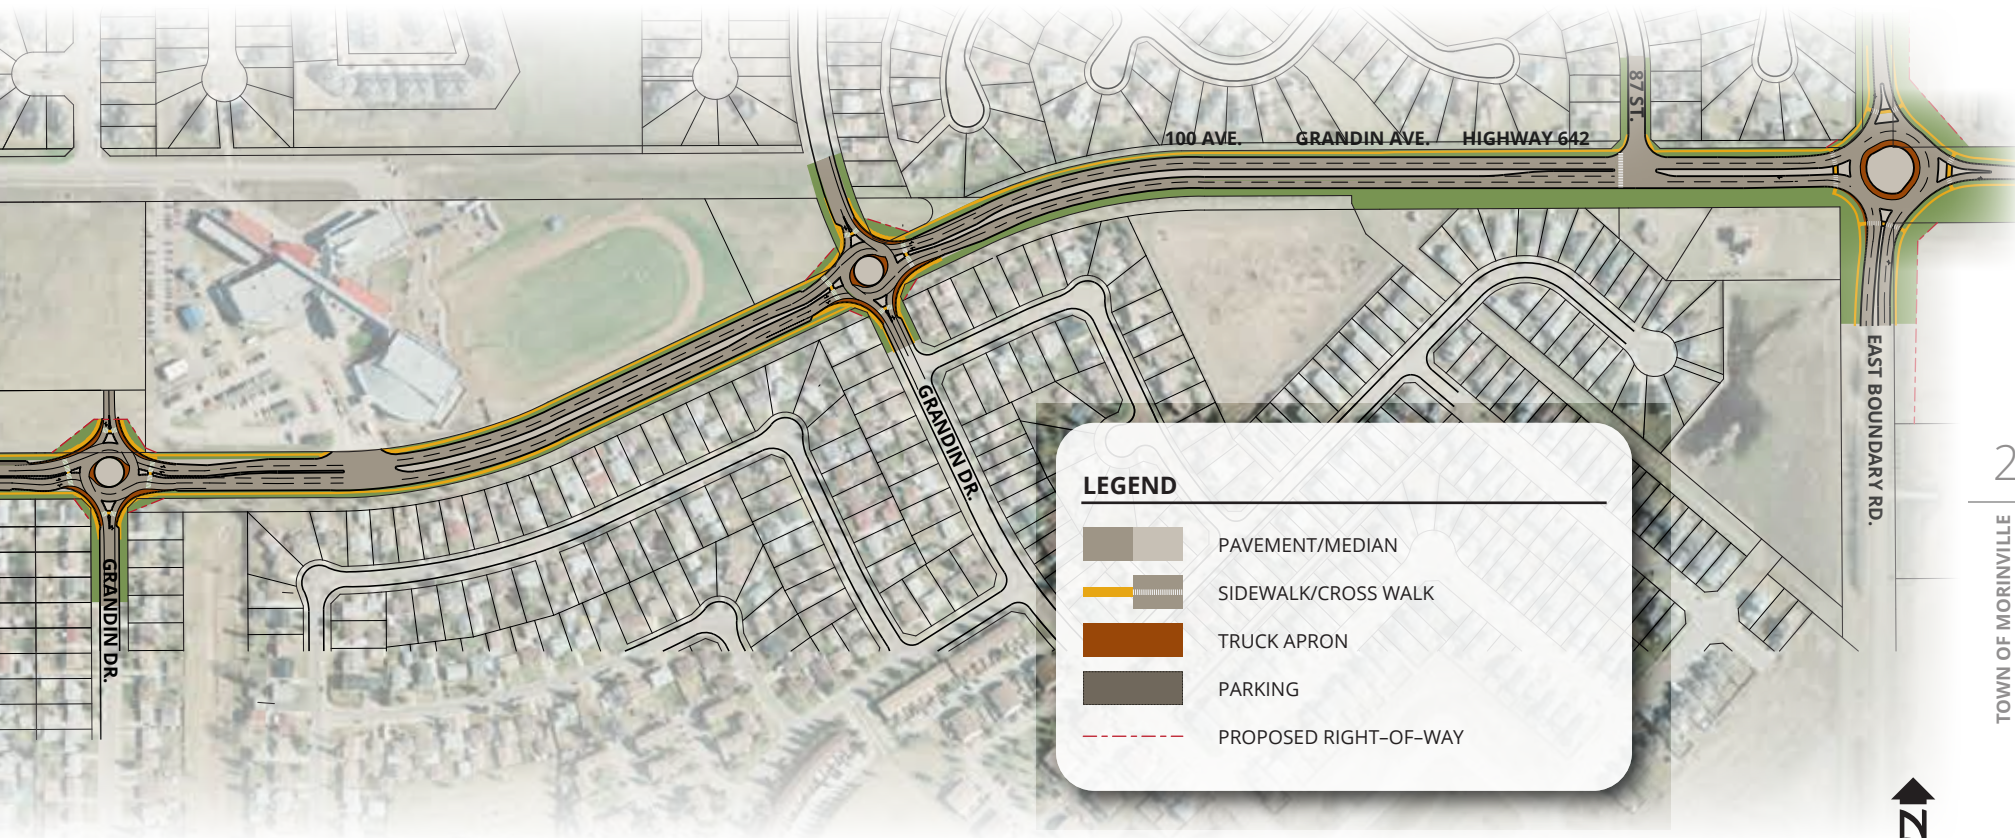 87 ST.
100 AVE. GRANDIN AVE. HIGHWAY 642
EAST BOUNDARY RD.
GRANDIN DR.
GRANDIN DR.
LEGEND
PAVEMENT/MEDIAN
SIDEWALK/CROSS WALK
TRUCK APRON
PARKING
PROPOSED RIGHT–OF–WAY
2
TOWN OF MORINVILLE
N